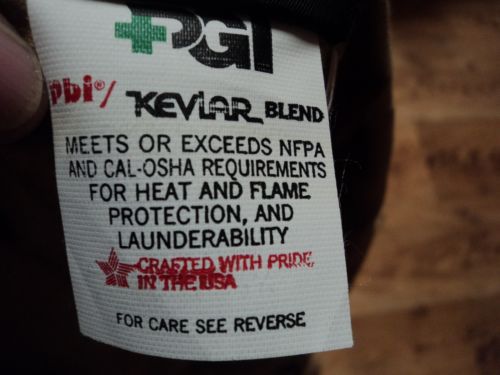 PGI
pbi®/ KEVLAR BLEND
MEETS OR EXCEEDS NFPA
AND CAL-OSHA REQUIREMENTS
FOR HEAT AND FLAME
PROTECTION, AND
LAUNDERABILITY
CRAFTED WITH PRIDE
IN THE USA
FOR CARE SEE REVERSE